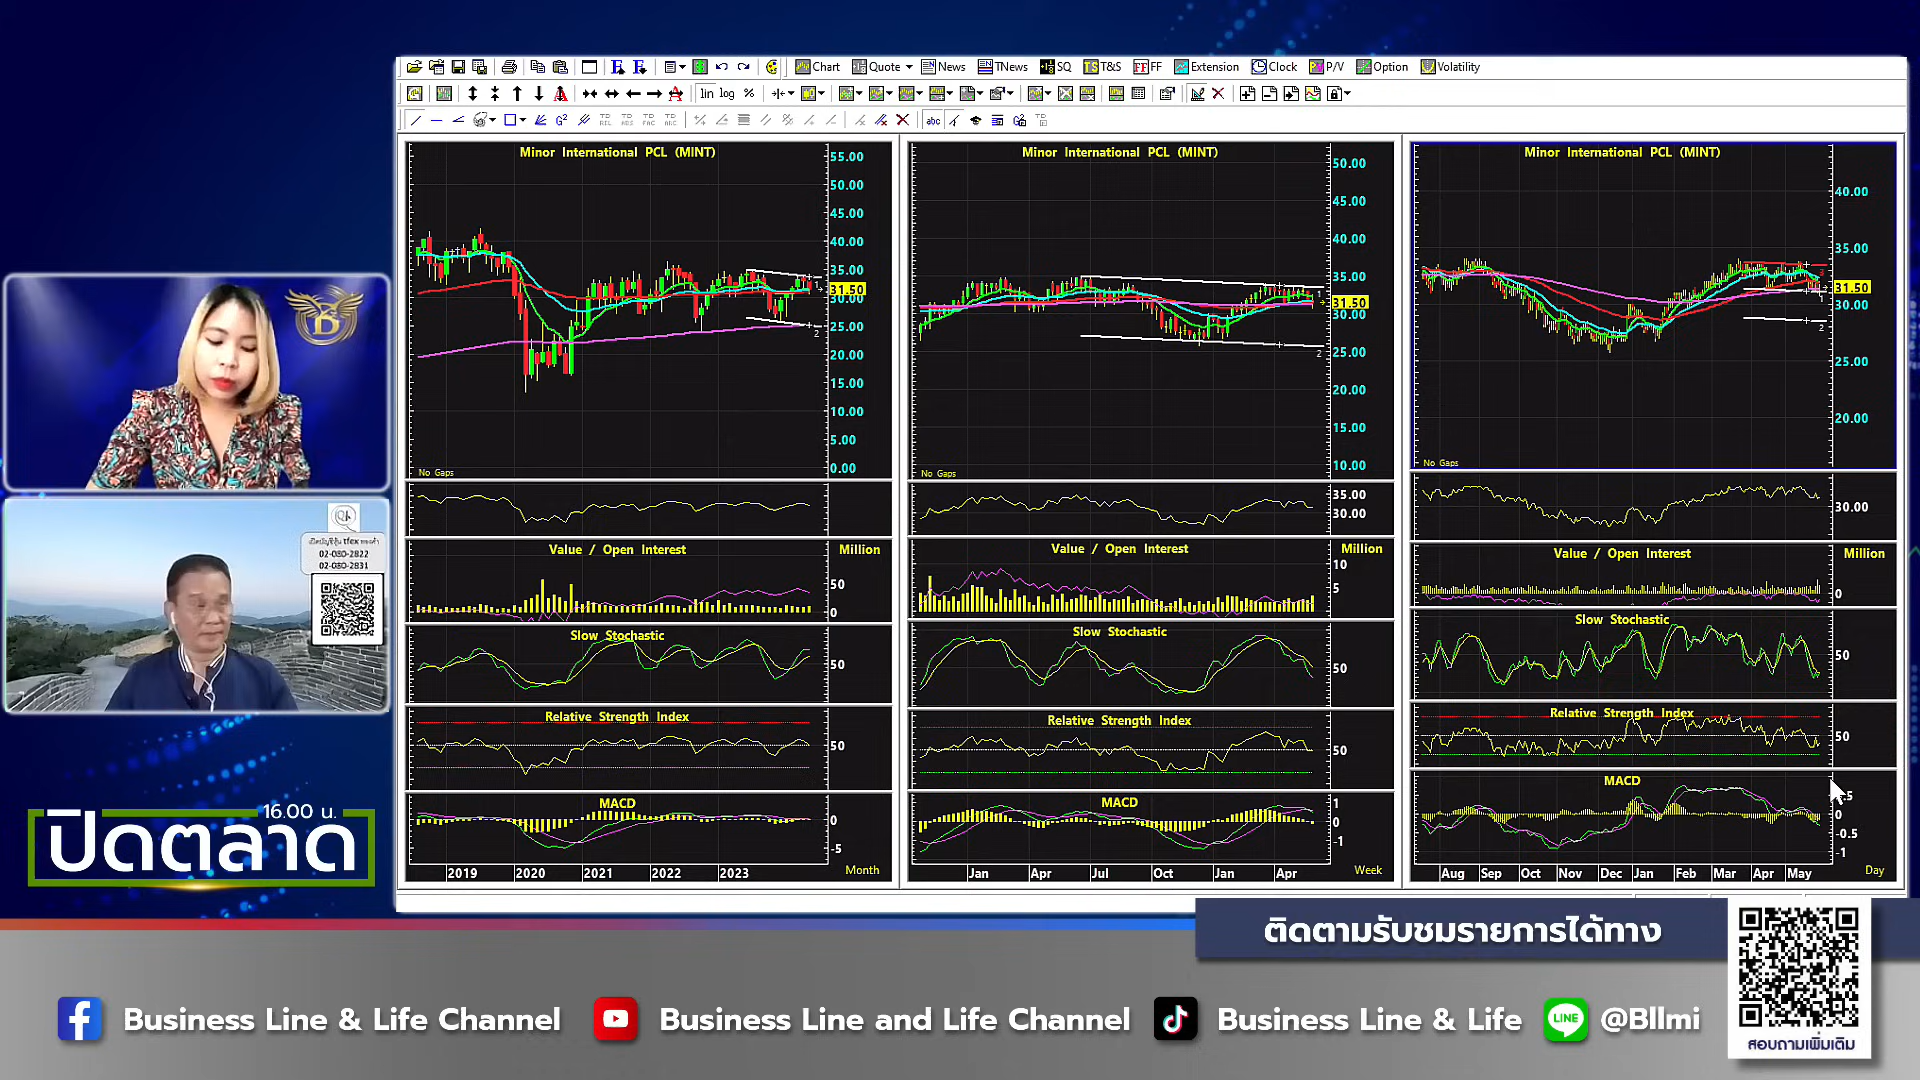 Chart Quote News TNews SQ T&S FF Extension Clock P/V Option Volatility
lin log %
abc
Minor International PCL (MINT)
55.00
50.00
45.00
40.00
35.00
31.50
30.00
25.00
20.00
15.00
10.00
5.00
0.00
1
2
No Gaps
Value / Open Interest
Million
50
0
Slow Stochastic
50
Relative Strength Index
50
MACD
0
-5
2019 2020 2021 2022 2023
Month
Minor International PCL (MINT)
50.00
45.00
40.00
35.00
31.50
30.00
25.00
20.00
15.00
10.00
1
2
No Gaps
35.00
30.00
Value / Open Interest
Million
10
5
Slow Stochastic
50
Relative Strength Index
50
MACD
1
0
-1
Jan Apr Jul Oct Jan Apr
Week
Minor International PCL (MINT)
40.00
35.00
31.50
30.00
25.00
20.00
2
No Gaps
30.00
Value / Open Interest
Million
0
Slow Stochastic
50
Relative Strength Index
50
MACD
0
-0.5
-1
Aug Sep Oct Nov Dec Jan Feb Mar Apr May
Day
02-080-2822
02-080-2831
16.00 น.
ปิดตลาด
ติดตามรับชมรายการได้ทาง
Business Line & Life Channel
Business Line and Life Channel
Business Line & Life
LINE
@Bllmi
สอบถามเพิ่มเติม